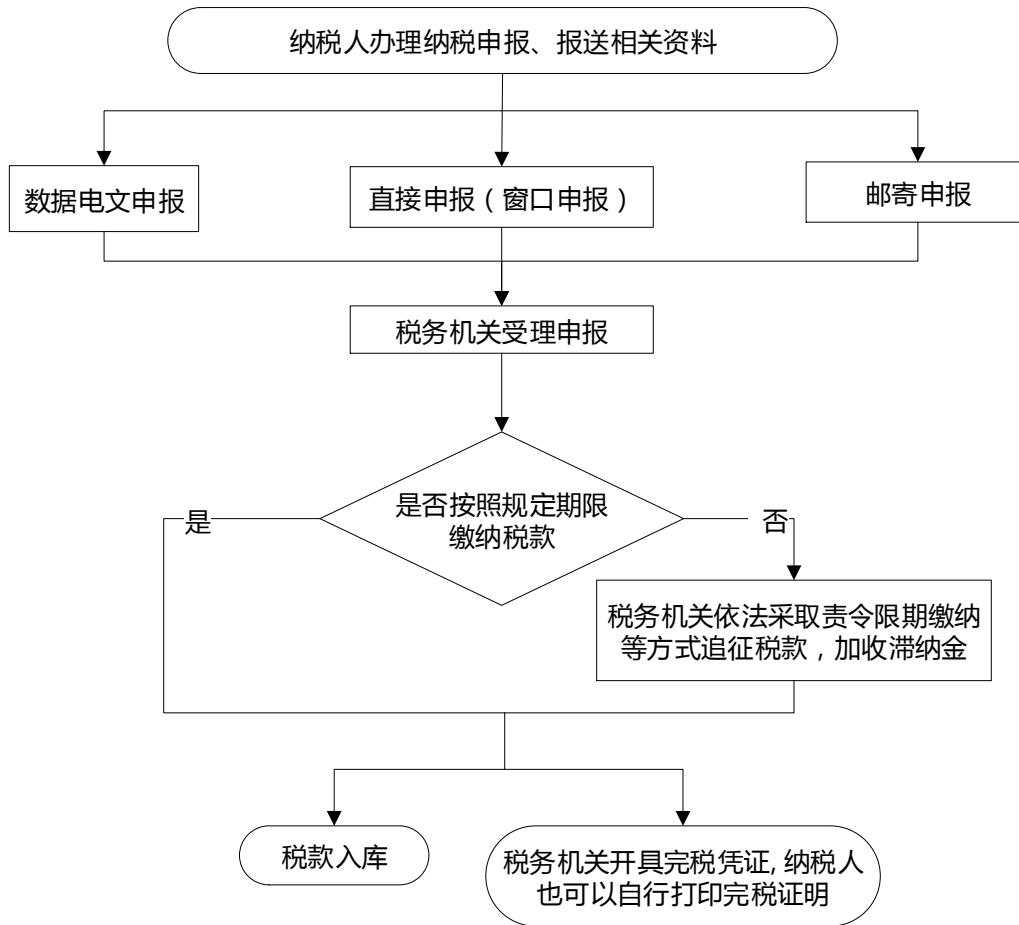 纳税人办理纳税申报、报送相关资料
数据电文申报
直接申报（窗口申报）
邮寄申报
税务机关受理申报
是否按照规定期限
缴纳税款
是
否
税务机关依法采取责令限期缴纳
等方式追征税款，加收滞纳金
税款入库
税务机关开具完税凭证, 纳税人
也可以自行打印完税证明